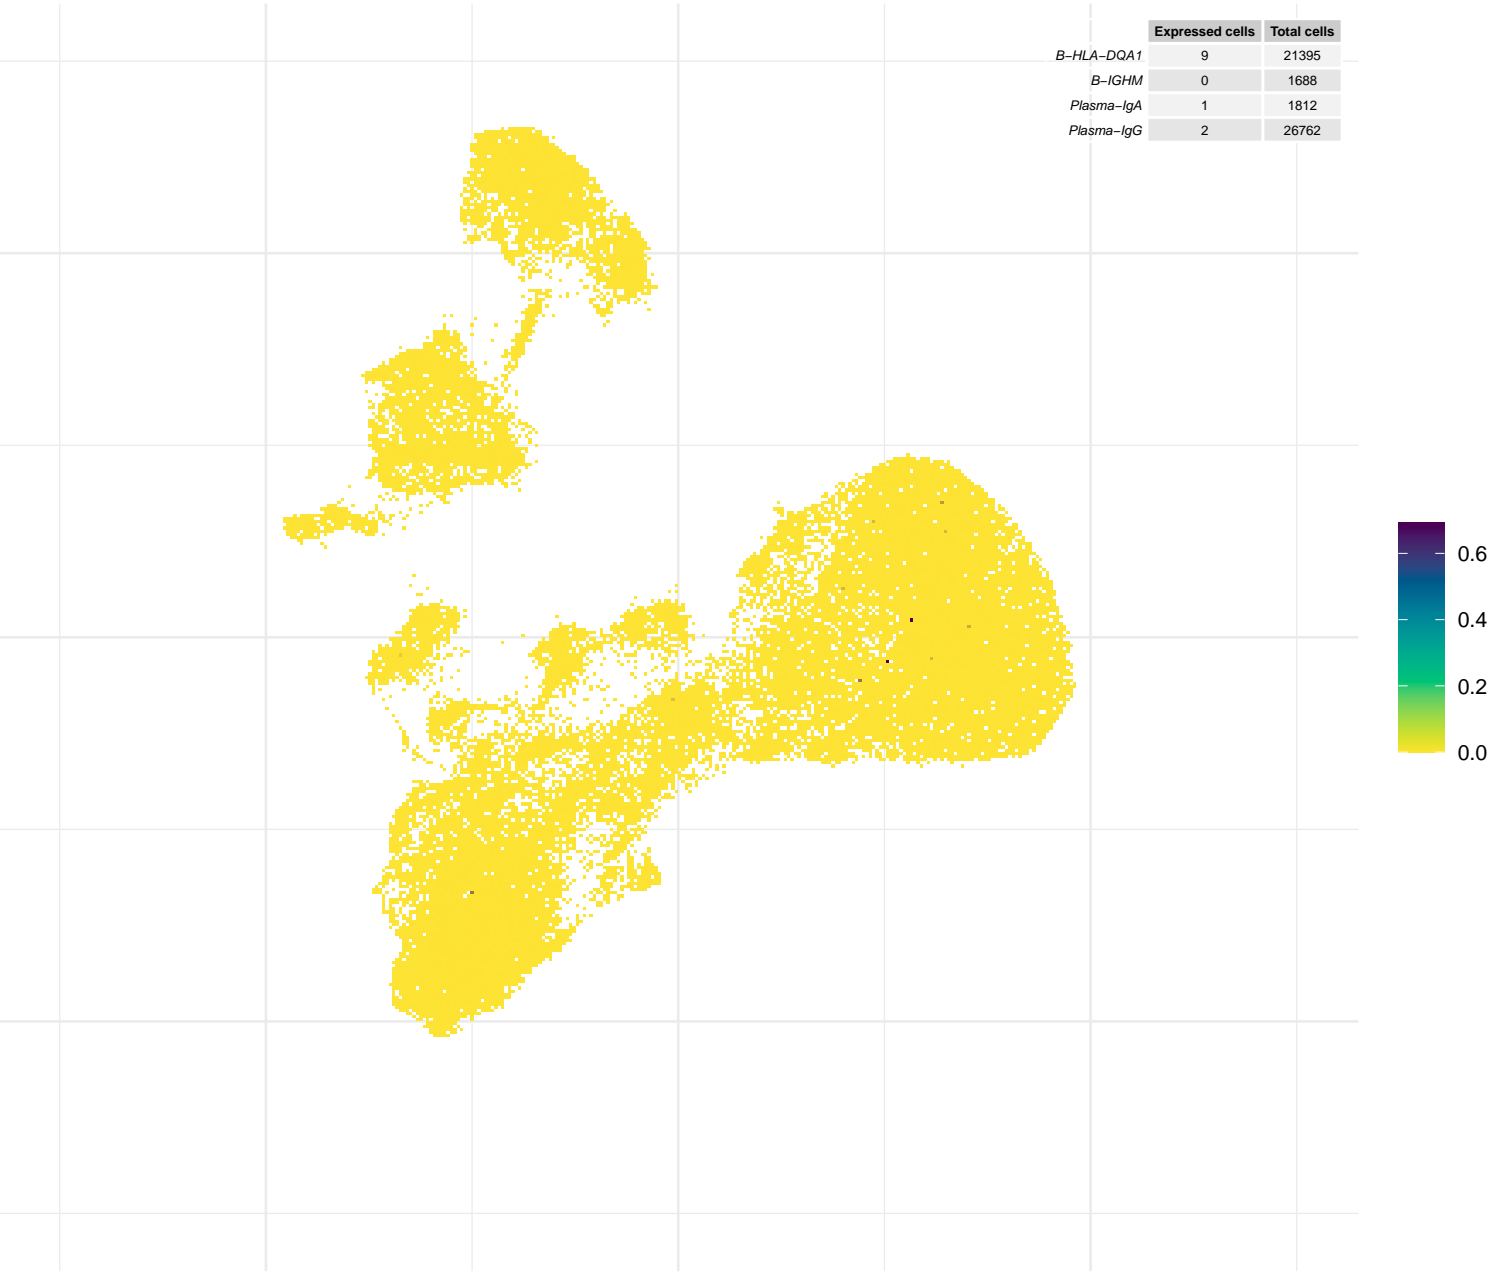 Expressed cells Total cells
B−HLA−DQA1 9 21395
B−IGHM 0 1688
Plasma−IgA 1 1812
Plasma−IgG 2 26762
0.6
0.4
0.2
0.0